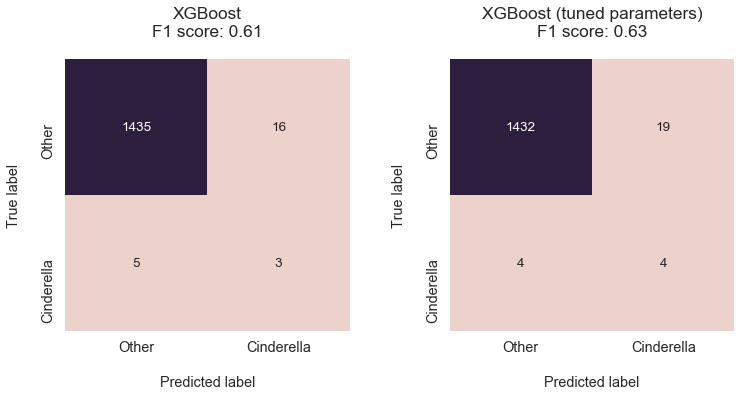 XGBoost
F1 score: 0.61
True label
Other
Cinderella
1435
16
5
3
Other
Cinderella
Predicted label
XGBoost (tuned parameters)
F1 score: 0.63
True label
Other
Cinderella
1432
19
4
4
Other
Cinderella
Predicted label